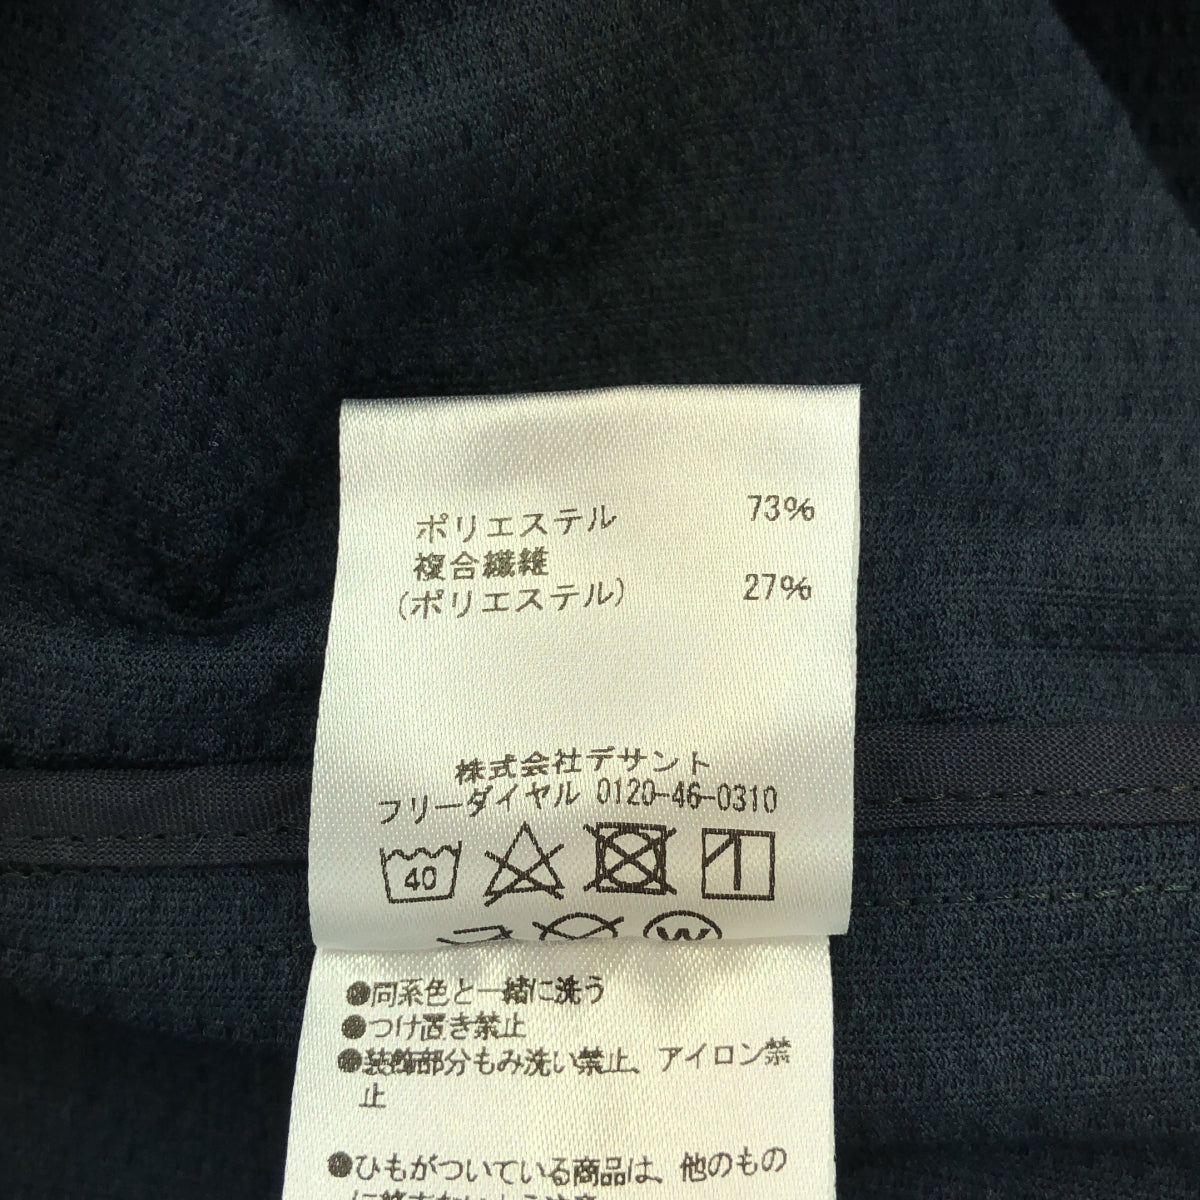 ポリエステル 73%
複合繊維
(ポリエステル) 27%
株式会社デサント
フリーダイヤル 0120-46-0310
40
W
●同系色と一緒に洗う
●つけ置き禁止
●装飾部分もみ洗い禁止、アイロン禁
止
●ひもがついている商品は、他のもの